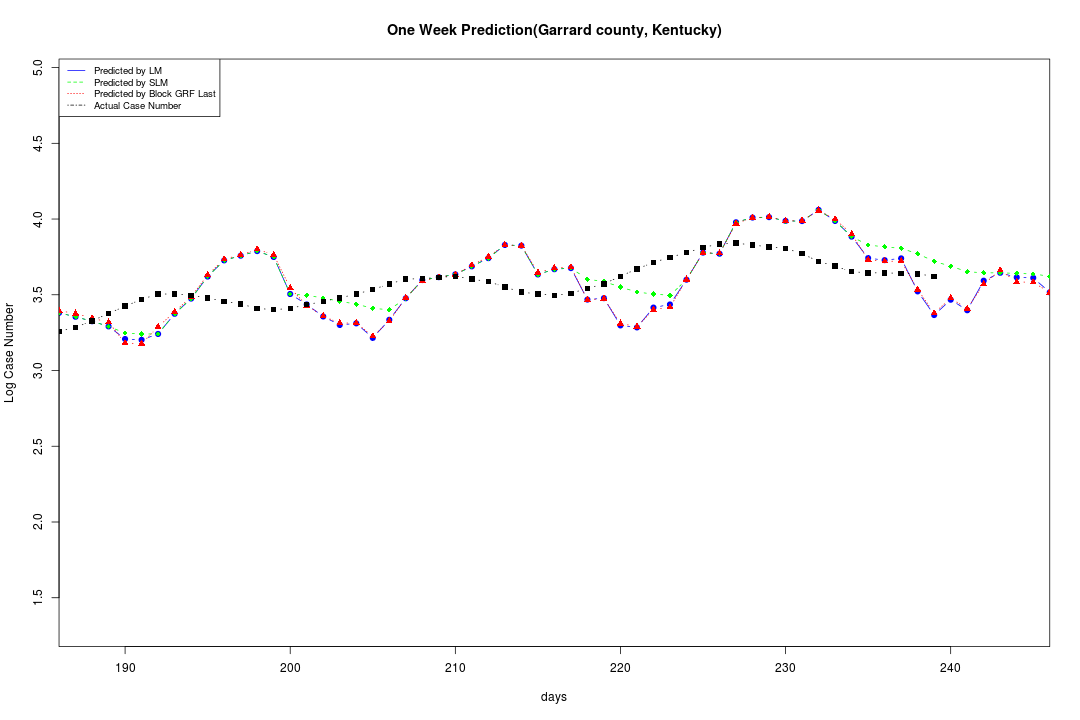 One Week Prediction(Garrard county, Kentucky)
Predicted by LM
Predicted by SLM
Predicted by Block GRF Last
Actual Case Number
5.0
4.5
4.0
3.5
3.0
2.5
2.0
1.5
Log Case Number
190 200 210 220 230 240
days